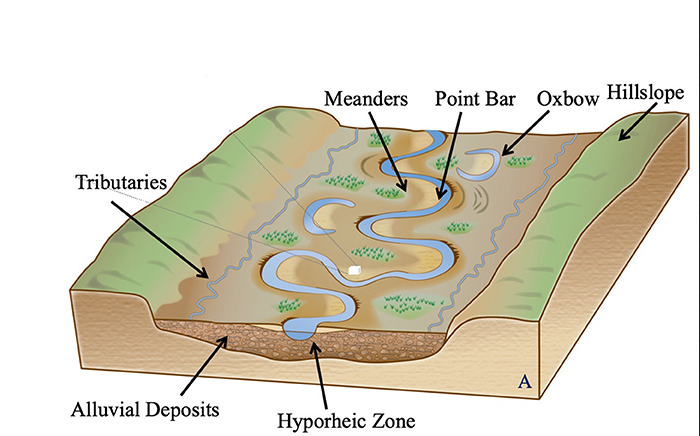 Meanders
Point Bar
Oxbow
Hillslope
Tributaries
A
Alluvial Deposits
Hyporheic Zone